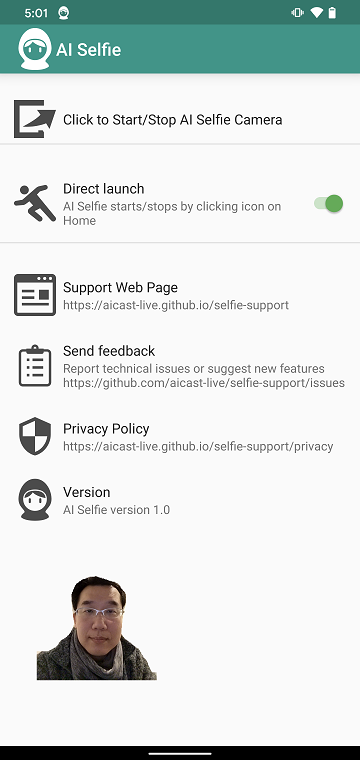 5:01
AI Selfie
Click to Start/Stop AI Selfie Camera
Direct launch
AI Selfie starts/stops by clicking icon on
Home
Support Web Page
https://aicast-live.github.io/selfie-support
Send feedback
Report technical issues or suggest new features
https://github.com/aicast-live/selfie-support/issues
Privacy Policy
https://aicast-live.github.io/selfie-support/privacy
Version
AI Selfie version 1.0